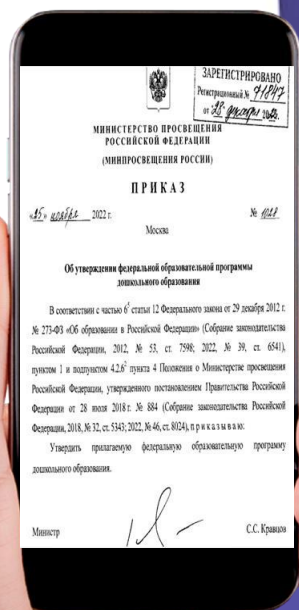 ЗАРЕГИСТРИРОВАНО
Регистрационный № 71847
от "28" декабря 2022.
МИНИСТЕРСТВО ПРОСВЕЩЕНИЯ
РОССИЙСКОЙ ФЕДЕРАЦИИ
(МИНПРОСВЕЩЕНИЯ РОССИИ)
ПРИКАЗ
«25» ноября 2022 г. № 1028
Москва
Об утверждении федеральной образовательной программы
дошкольного образования
В соответствии с частью 6⁵ статьи 12 Федерального закона от 29 декабря 2012 г.
№ 273-ФЗ «Об образовании в Российской Федерации» (Собрание законодательства
Российской Федерации, 2012, № 53, ст. 7598; 2022, № 39, ст. 6541),
пунктом 1 и подпунктом 4.2.6² пункта 4 Положения о Министерстве просвещения
Российской Федерации, утвержденного постановлением Правительства Российской
Федерации от 28 июля 2018 г. № 884 (Собрание законодательства Российской
Федерации, 2018, № 32, ст. 5343; 2022, № 46, ст. 8024), п р и к а з ы в а ю:
Утвердить прилагаемую федеральную образовательную программу
дошкольного образования.
Министр С.С. Кравцов